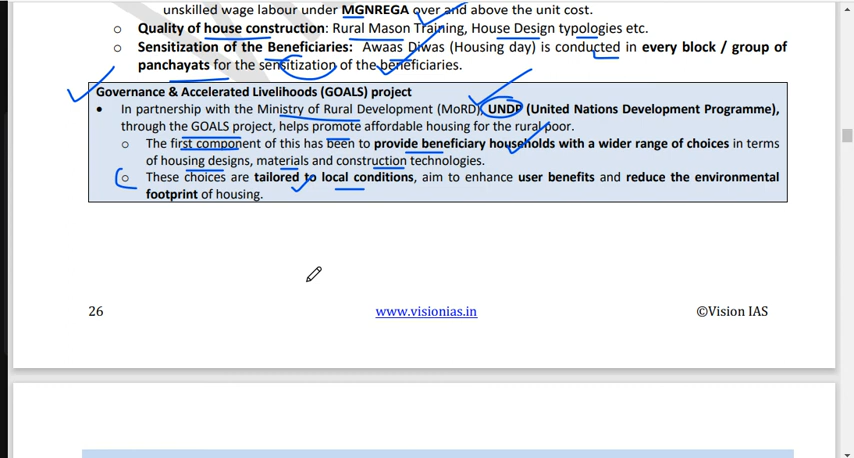 unskilled wage labour under MGNREGA over and above the unit cost.
o Quality of house construction: Rural Mason Training, House Design typologies etc.
o Sensitization of the Beneficiaries: Awaas Diwas (Housing day) is conducted in every block / group of
panchayats for the sensitization of the beneficiaries.
Governance & Accelerated Livelihoods (GOALS) project
• In partnership with the Ministry of Rural Development (MoRD), UNDP (United Nations Development Programme),
through the GOALS project, helps promote affordable housing for the rural poor.
o The first component of this has been to provide beneficiary households with a wider range of choices in terms
of housing designs, materials and construction technologies.
o These choices are tailored to local conditions, aim to enhance user benefits and reduce the environmental
footprint of housing.
26 www.visionias.in ©Vision IAS